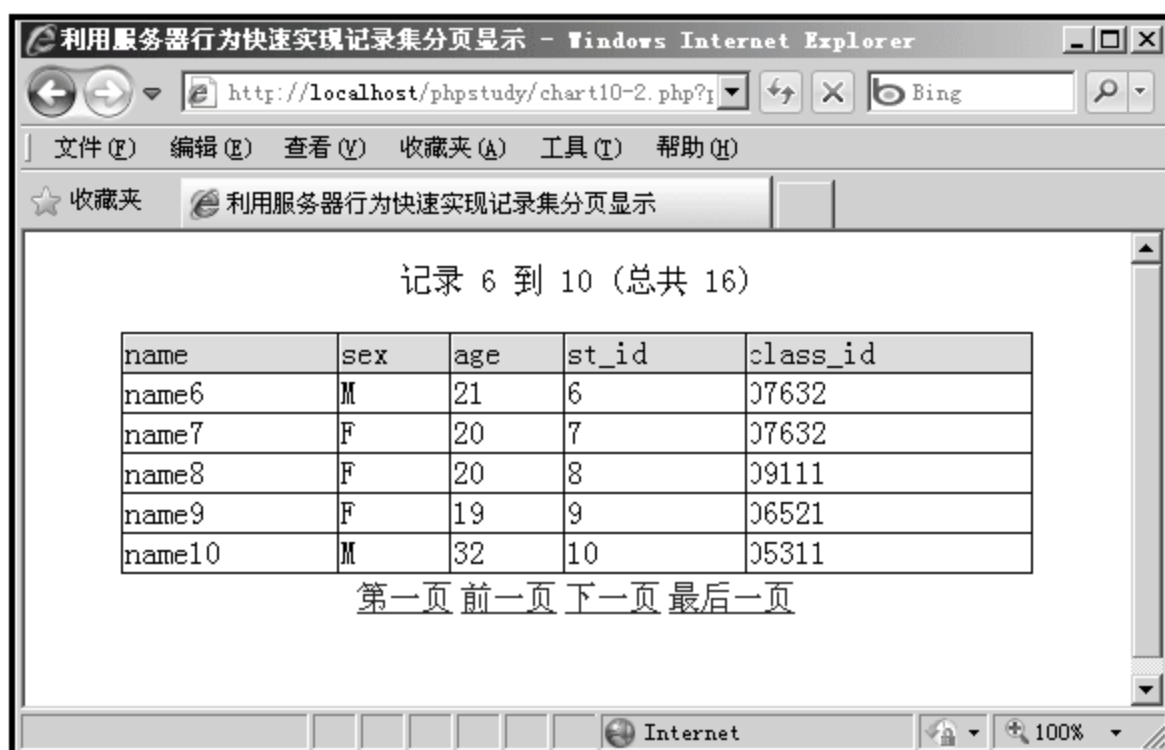 利用服务器行为快速实现记录集分页显示 - Windows Internet Explorer
http://localhost/phpstudy/chart10-2.php? Bing
文件(F) 编辑(E) 查看(V) 收藏夹(A) 工具(T) 帮助(H)
收藏夹 利用服务器行为快速实现记录集分页显示
记录 6 到 10 (总共 16)
name sex age st_id class_id
name6 M 21 6 07632
name7 F 20 7 07632
name8 F 20 8 09111
name9 F 19 9 06521
name10 M 32 10 05311
第一页 前一页 下一页 最后一页
Internet 100%